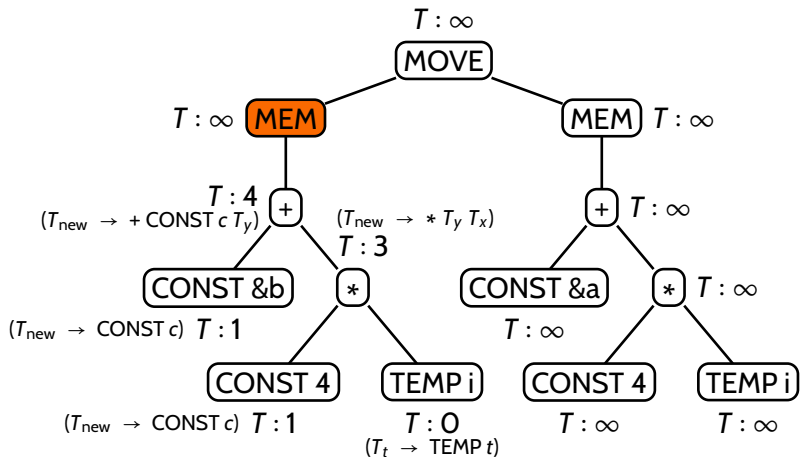 T : ∞
MOVE
T : ∞ MEM MEM T : ∞
T : 4
(T_new → + CONST c T_y) + (T_new → * T_y T_x) + T : ∞
T : 3
CONST &b * CONST &a * T : ∞
(T_new → CONST c) T : 1 T : ∞
CONST 4 TEMP i CONST 4 TEMP i
(T_new → CONST c) T : 1 T : 0 T : ∞ T : ∞
(T_t → TEMP t)